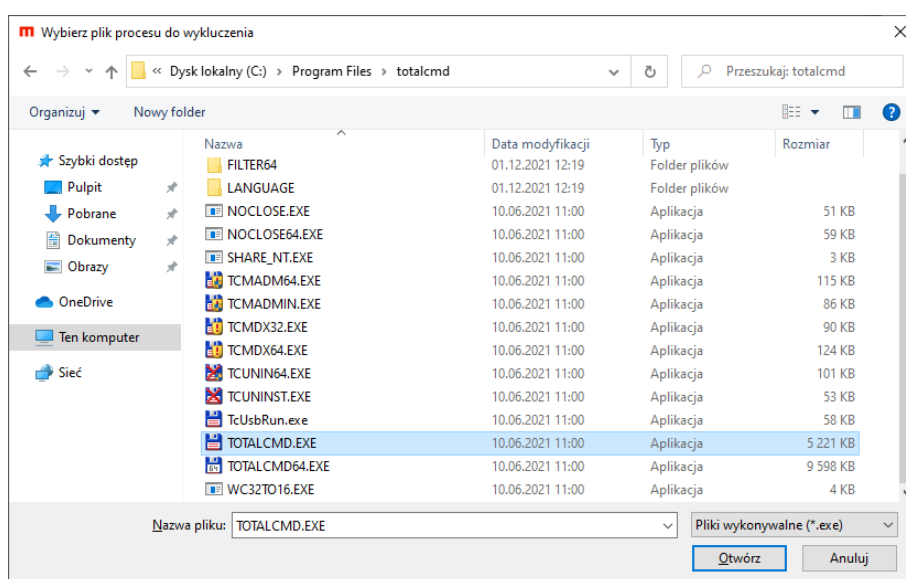 Wybierz plik procesu do wykluczenia
« Dysk lokalny (C:) › Program Files › totalcmd
Przeszukaj: totalcmd
Organizuj Nowy folder
Szybki dostęp
Pulpit
Pobrane
Dokumenty
Obrazy
OneDrive
Ten komputer
Sieć
Nazwa Data modyfikacji Typ Rozmiar
FILTER64 01.12.2021 12:19 Folder plików
LANGUAGE 01.12.2021 12:19 Folder plików
NOCLOSE.EXE 10.06.2021 11:00 Aplikacja 51 KB
NOCLOSE64.EXE 10.06.2021 11:00 Aplikacja 59 KB
SHARE_NT.EXE 10.06.2021 11:00 Aplikacja 3 KB
TCMADM64.EXE 10.06.2021 11:00 Aplikacja 115 KB
TCMADMIN.EXE 10.06.2021 11:00 Aplikacja 86 KB
TCMDX32.EXE 10.06.2021 11:00 Aplikacja 90 KB
TCMDX64.EXE 10.06.2021 11:00 Aplikacja 124 KB
TCUNIN64.EXE 10.06.2021 11:00 Aplikacja 101 KB
TCUNINST.EXE 10.06.2021 11:00 Aplikacja 53 KB
TcUsbRun.exe 10.06.2021 11:00 Aplikacja 58 KB
TOTALCMD.EXE 10.06.2021 11:00 Aplikacja 5 221 KB
TOTALCMD64.EXE 10.06.2021 11:00 Aplikacja 9 598 KB
WC32TO16.EXE 10.06.2021 11:00 Aplikacja 4 KB
Nazwa pliku: TOTALCMD.EXE
Pliki wykonywalne (*.exe)
Otwórz Anuluj